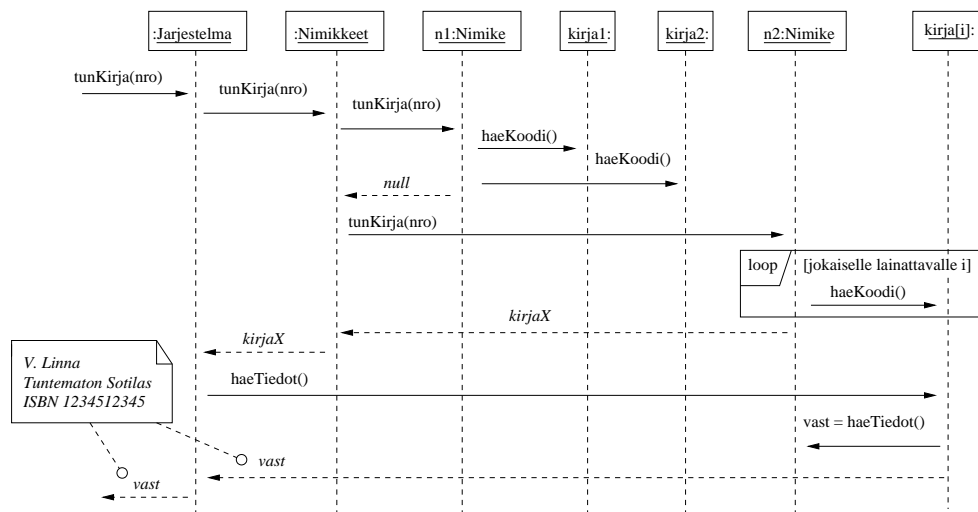 :Jarjestelma
:Nimikkeet
n1:Nimike
kirja1:
kirja2:
n2:Nimike
kirja[i]:
tunKirja(nro)
tunKirja(nro)
tunKirja(nro)
haeKoodi()
haeKoodi()
null
tunKirja(nro)
loop
[jokaiselle lainattavalle i]
haeKoodi()
kirjaX
kirjaX
V. Linna
Tuntematon Sotilas
ISBN 1234512345
haeTiedot()
vast = haeTiedot()
vast
vast